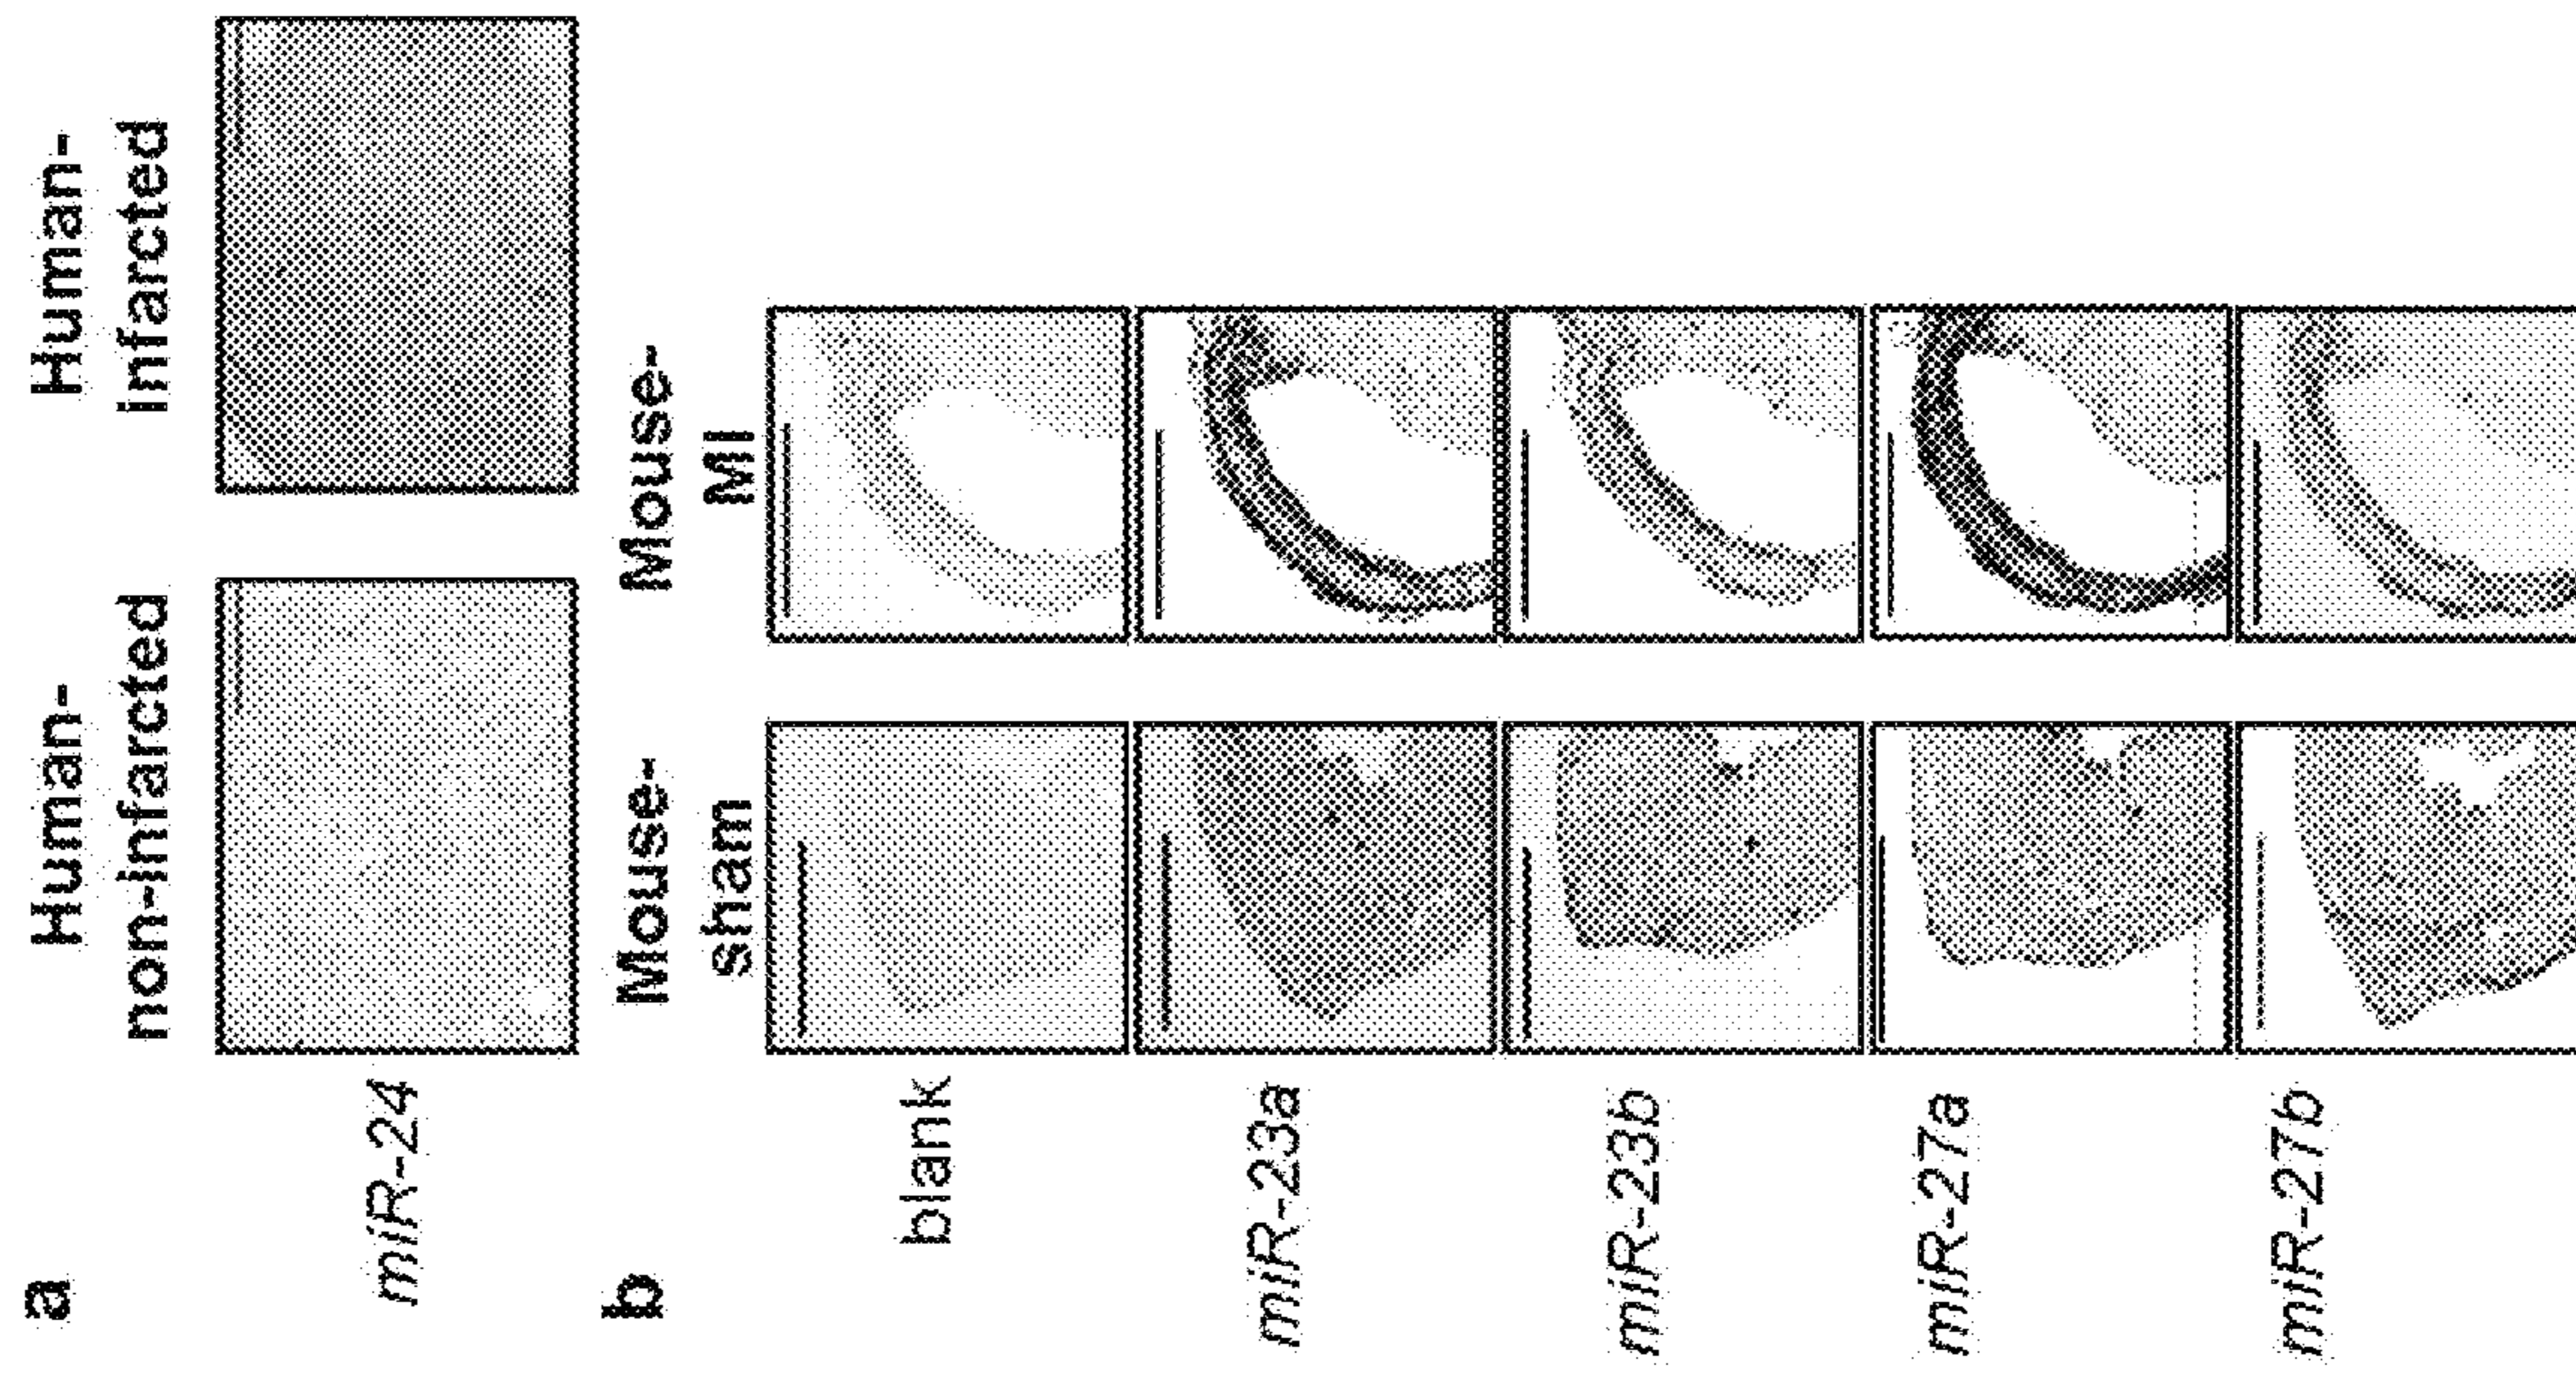 a
Human-
non-infarcted
Human-
infarcted
miR-24
b
Mouse-
sham
Mouse-
MI
blank
miR-23a
miR-23b
miR-27a
miR-27b